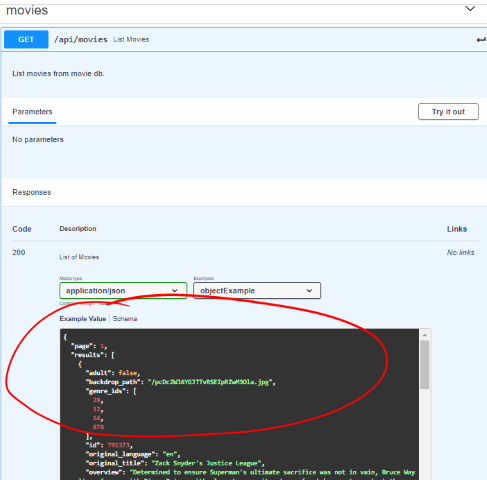 movies
GET /api/movies List Movies
List movies from movie db.
Parameters Try it out
No parameters
Responses
Code Description Links
200 List of Movies No links
Media type Examples
application/json objectExample
Example Value Schema
{
"page": 1,
"results": [
{
"adult": false,
"backdrop_path": "/pcDc2WJAYGJTTvRSEIpRZwM3Ola.jpg",
"genre_ids": [
28,
12,
14,
878
],
"id": 791373,
"original_language": "en",
"original_title": "Zack Snyder's Justice League",
"overview": "Determined to ensure Superman's ultimate sacrifice was not in vain, Bruce Way